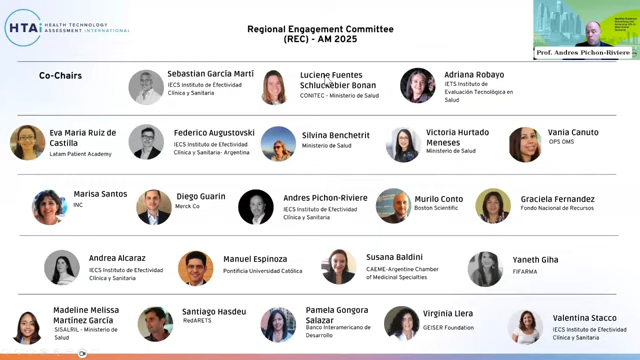 HTAi HEALTH TECHNOLOGY
ASSESSMENT INTERNATIONAL
Regional Engagement Committee
(REC) - AM 2025
Prof. Andres Pichon-Riviere
Co-Chairs
Sebastian García Martí
IECS Instituto de Efectividad
Clínica y Sanitaria
Luciene Fuentes
Schluckebier Bonan
CONITEC - Ministerio de Salud
Adriana Robayo
IETS Instituto de
Evaluación Tecnológica en
Salud
Eva Maria Ruiz de
Castilla
Latam Patient Academy
Federico Augustovski
IECS Instituto de Efectividad
Clínica y Sanitaria- Argentina
Silvina Benchetrit
Ministerio de Salud
Victoria Hurtado
Meneses
Ministerio de Salud
Vania Canuto
OPS OMS
Marisa Santos
INC
Diego Guarin
Merck Co
Andres Pichon-Riviere
IECS Instituto de Efectividad
Clínica y Sanitaria
Murilo Conto
Boston Scientific
Graciela Fernandez
Fondo Nacional de Recursos
Andrea Alcaraz
IECS Instituto de Efectividad
Clínica y Sanitaria
Manuel Espinoza
Pontificia Universidad Católica
Susana Baldini
CAEME-Argentine Chamber
of Medicinal Specialties
Yaneth Giha
FIFARMA
Madeline Melissa
Martínez García
SISALRIL - Ministerio de
Salud
Santiago Hasdeu
RedARETS
Pamela Gongora
Salazar
Banco Interamericano de
Desarrollo
Virginia Llera
GEISER Foundation
Valentina Stacco
IECS Instituto de Efectividad
Clínica y Sanitaria